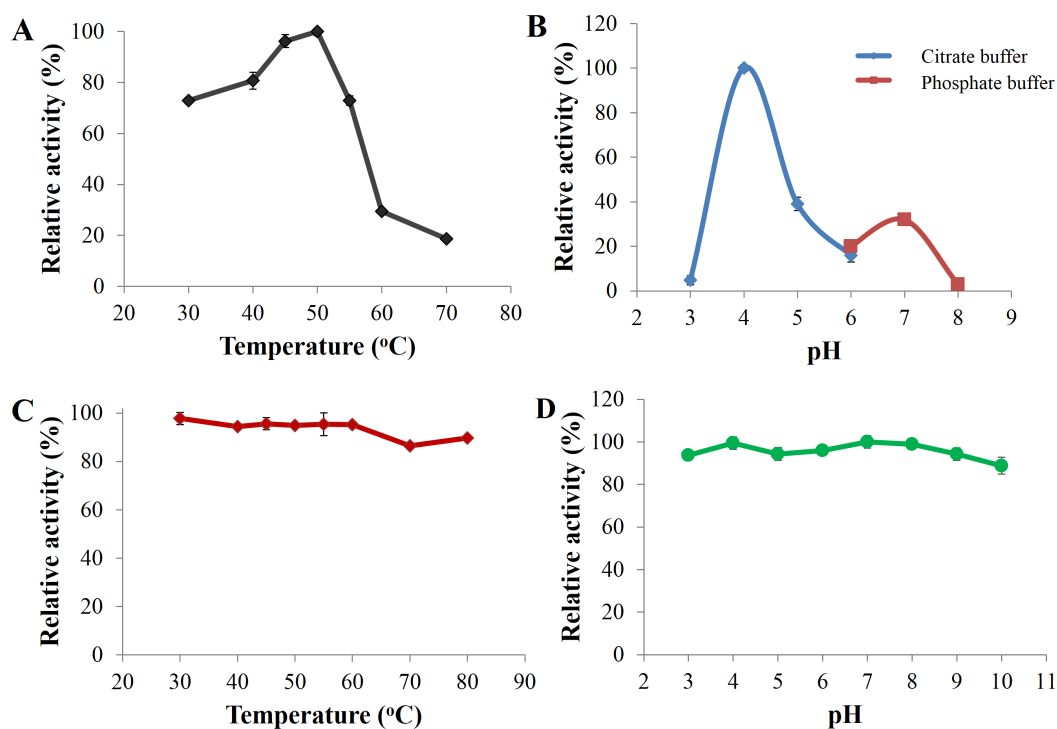 A
Relative activity (%)
100
80
60
40
20
0
20 30 40 50 60 70 80
Temperature (ºC)
B
Relative activity (%)
120
100
80
60
40
20
0
2 3 4 5 6 7 8 9
pH
Citrate buffer
Phosphate buffer
C
Relative activity (%)
100
80
60
40
20
0
20 30 40 50 60 70 80 90
Temperature (ºC)
D
Relative activity (%)
120
100
80
60
40
20
0
2 3 4 5 6 7 8 9 10 11
pH